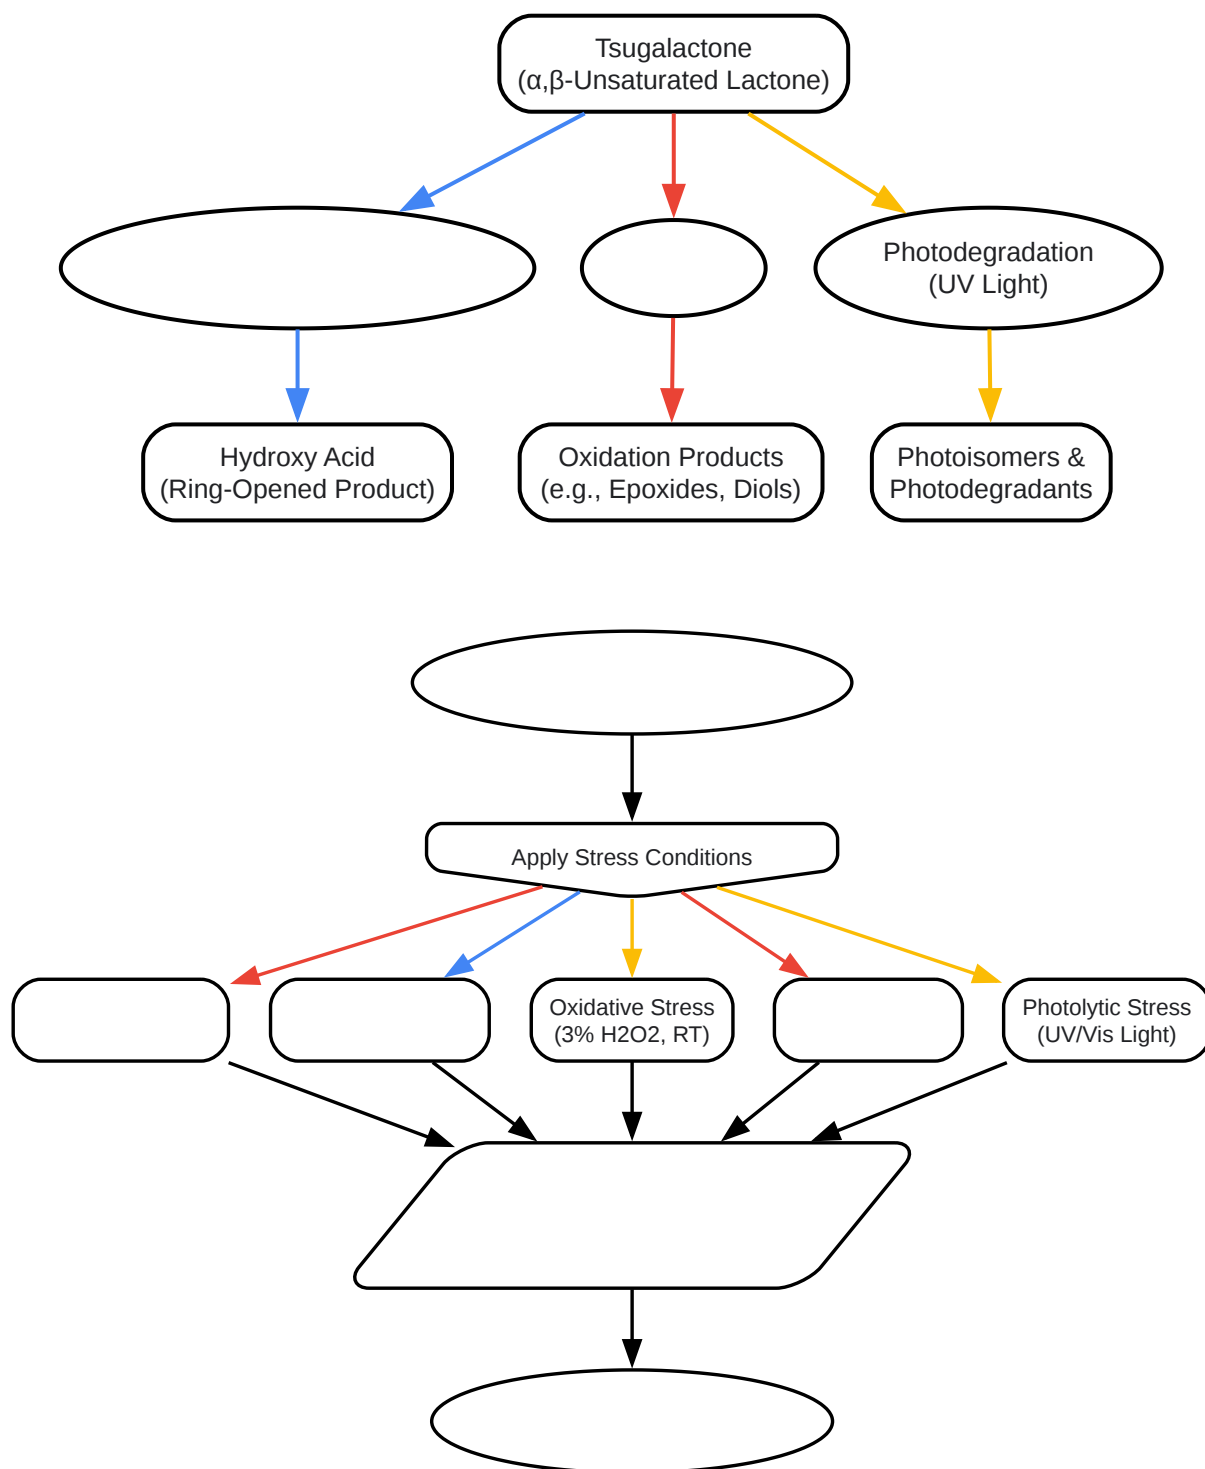 Tsugalactone
(α,β-Unsaturated Lactone)
Photodegradation
(UV Light)
Hydroxy Acid
(Ring-Opened Product)
Oxidation Products
(e.g., Epoxides, Diols)
Photoisomers &
Photodegradants
Apply Stress Conditions
Oxidative Stress
(3% H2O2, RT)
Photolytic Stress
(UV/Vis Light)